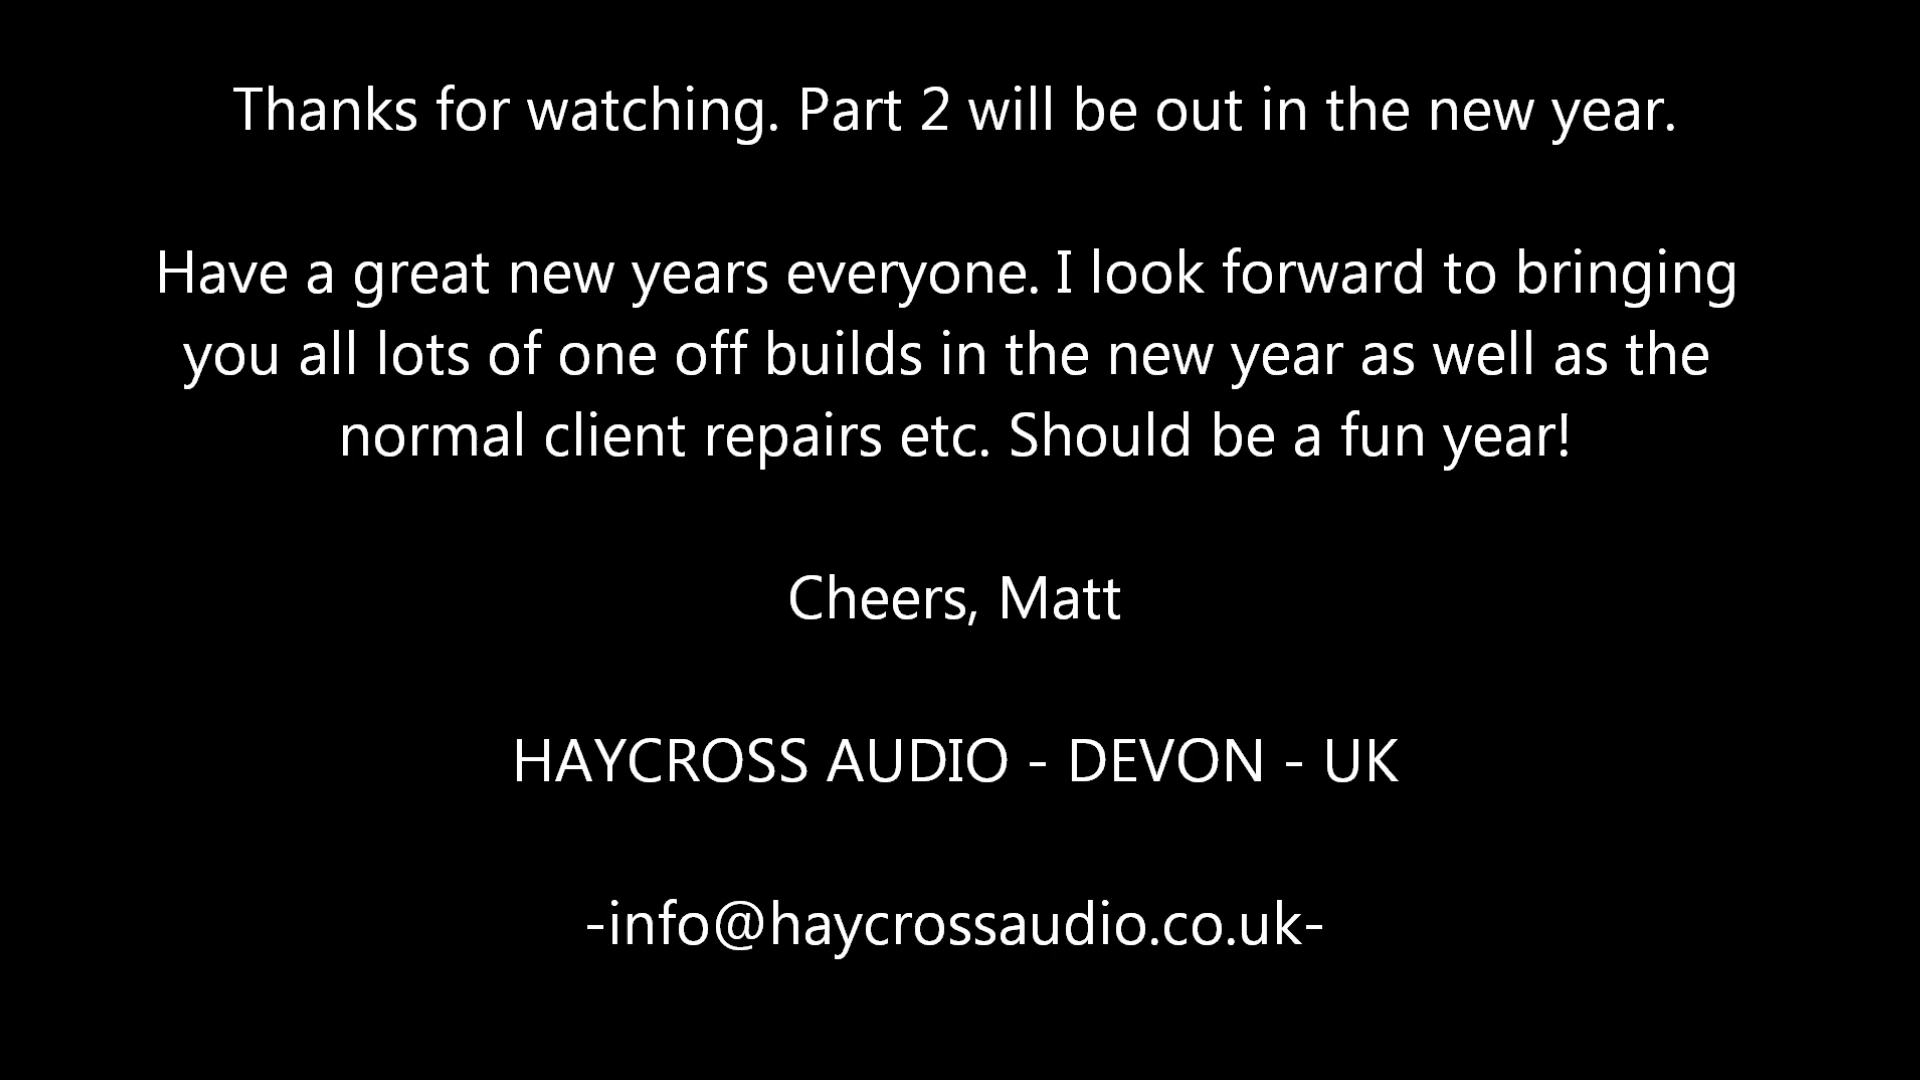 Thanks for watching. Part 2 will be out in the new year.
Have a great new years everyone. I look forward to bringing
you all lots of one off builds in the new year as well as the
normal client repairs etc. Should be a fun year!
Cheers, Matt
HAYCROSS AUDIO - DEVON - UK
-info@haycrossaudio.co.uk-